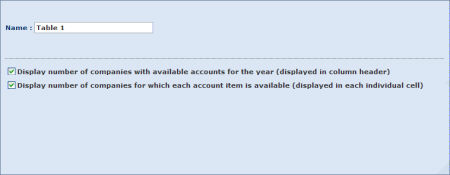 Name : Table 1
Display number of companies with available accounts for the year (displayed in column header)
Display number of companies for which each account item is available (displayed in each individual cell)